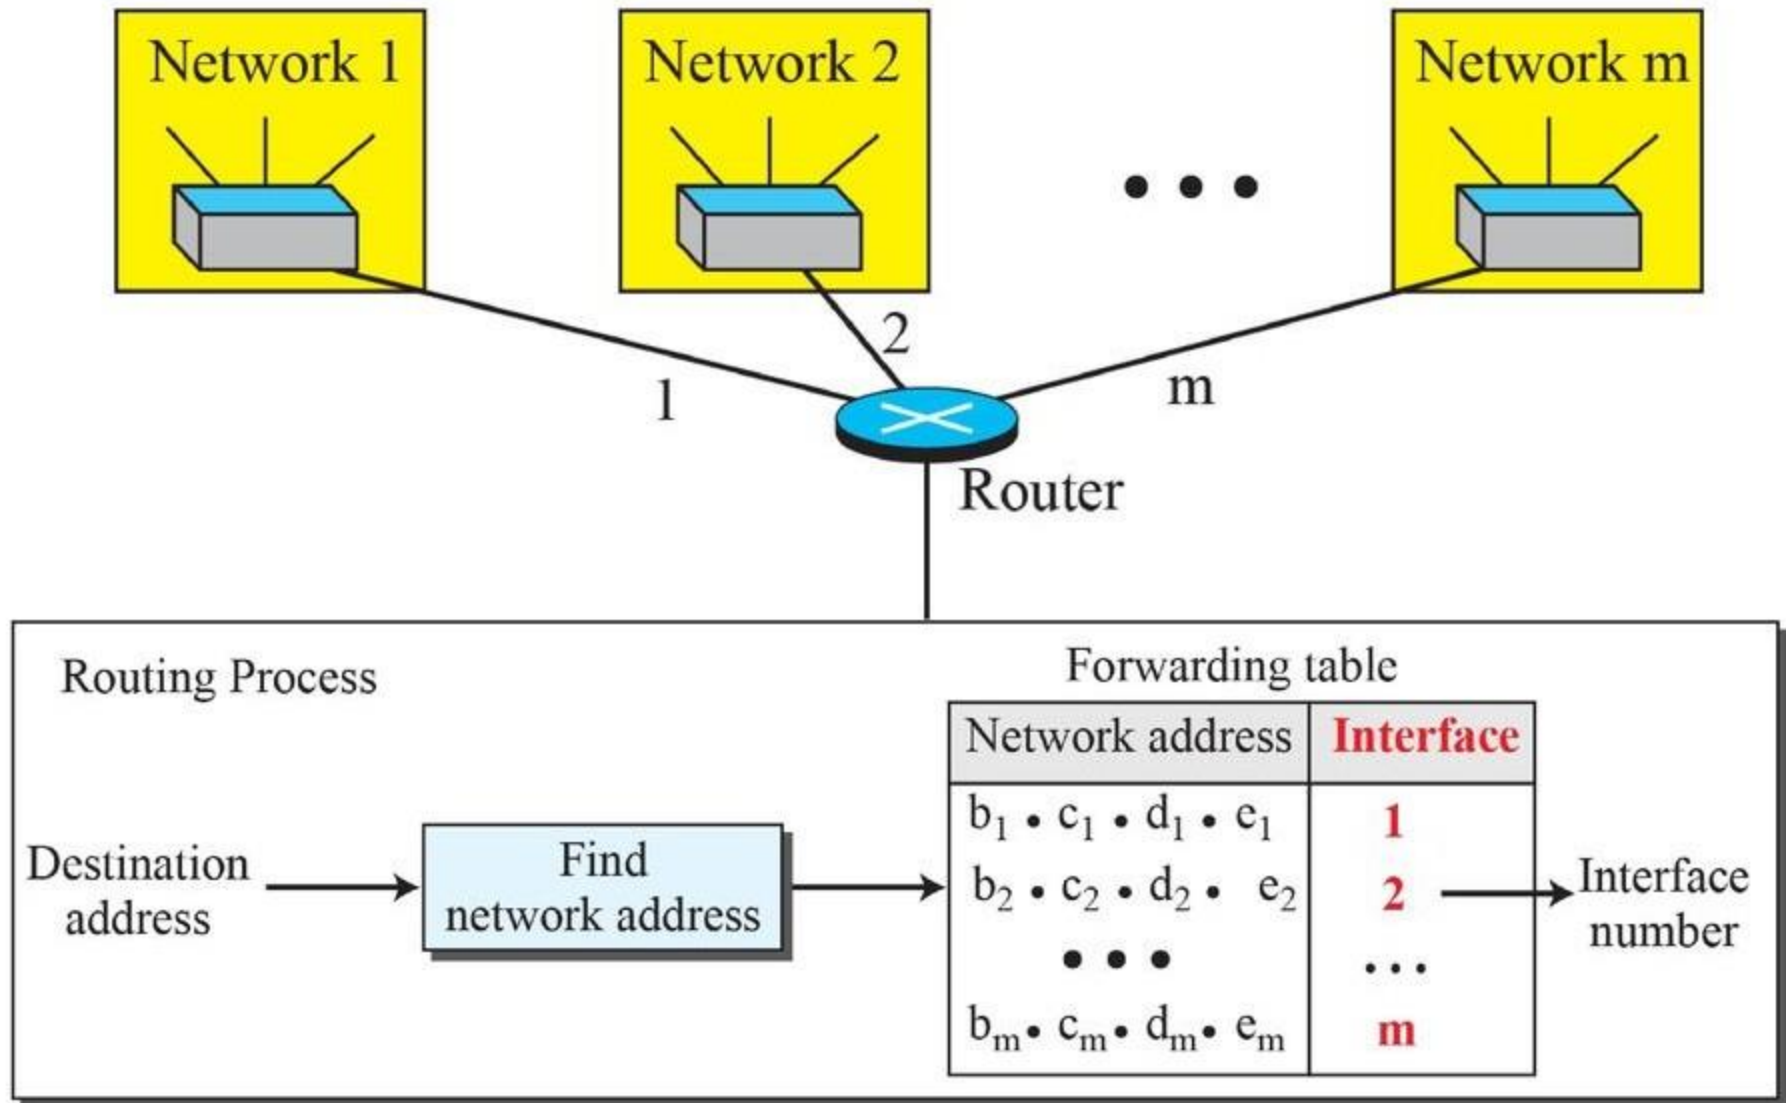 Network 1
Network 2
Network m
• • •
1
2
m
Router
Routing Process
Forwarding table
Network address Interface
b₁ • c₁ • d₁ • e₁ 1
b₂ • c₂ • d₂ • e₂ 2
• • • • • •
bₘ • cₘ • dₘ • eₘ m
Destination
address
Find
network address
Interface
number